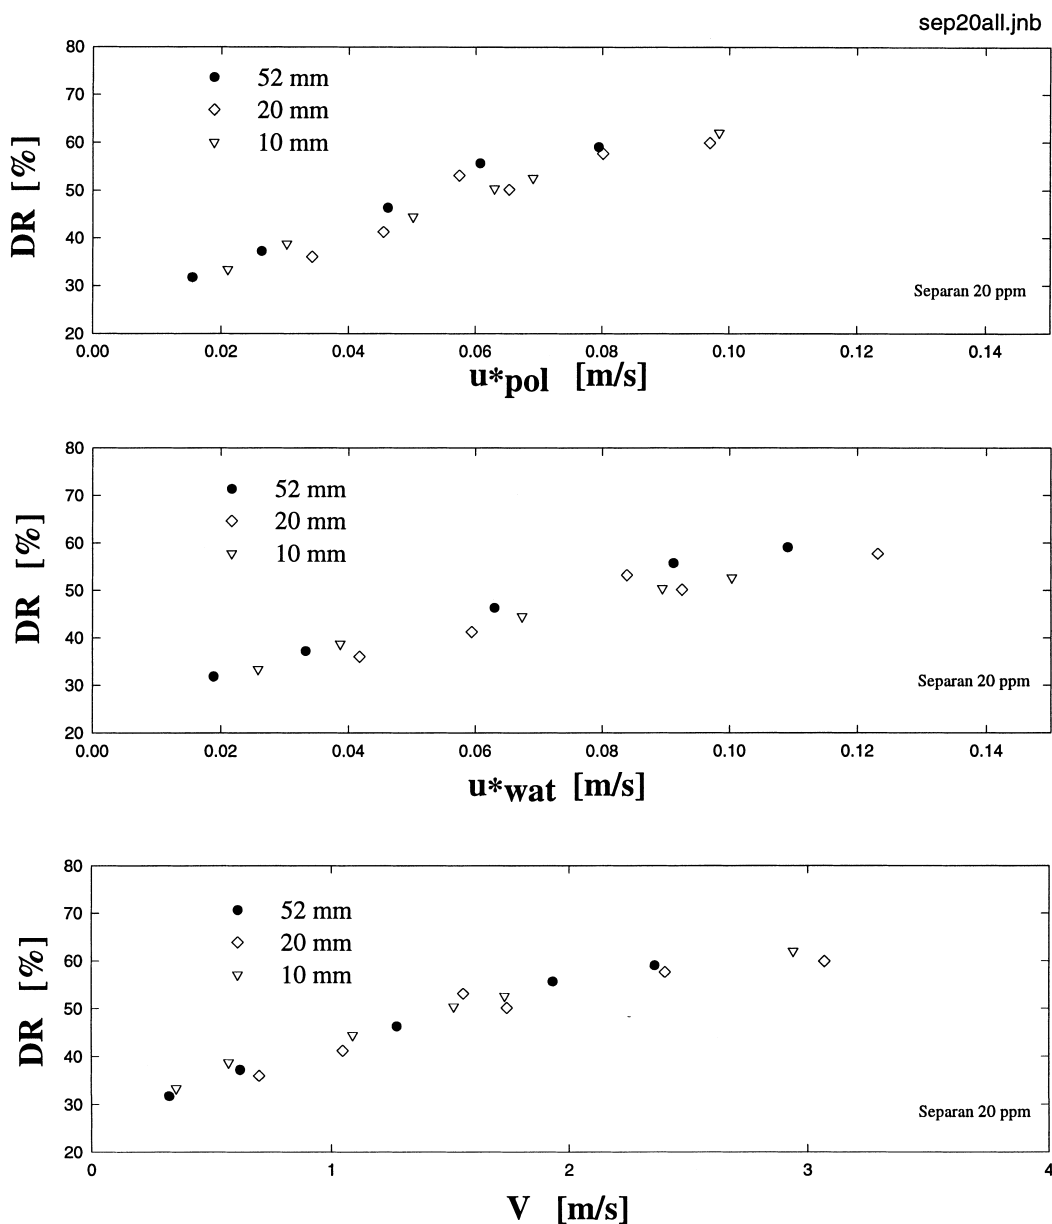 sep20all.jnb
80
70
60
50
40
30
20
DR [%]
52 mm
20 mm
10 mm
Separan 20 ppm
0.00 0.02 0.04 0.06 0.08 0.10 0.12 0.14
u*pol [m/s]
80
70
60
50
40
30
20
DR [%]
52 mm
20 mm
10 mm
Separan 20 ppm
0.00 0.02 0.04 0.06 0.08 0.10 0.12 0.14
u*wat [m/s]
80
70
60
50
40
30
20
DR [%]
52 mm
20 mm
10 mm
Separan 20 ppm
0 1 2 3 4
V [m/s]